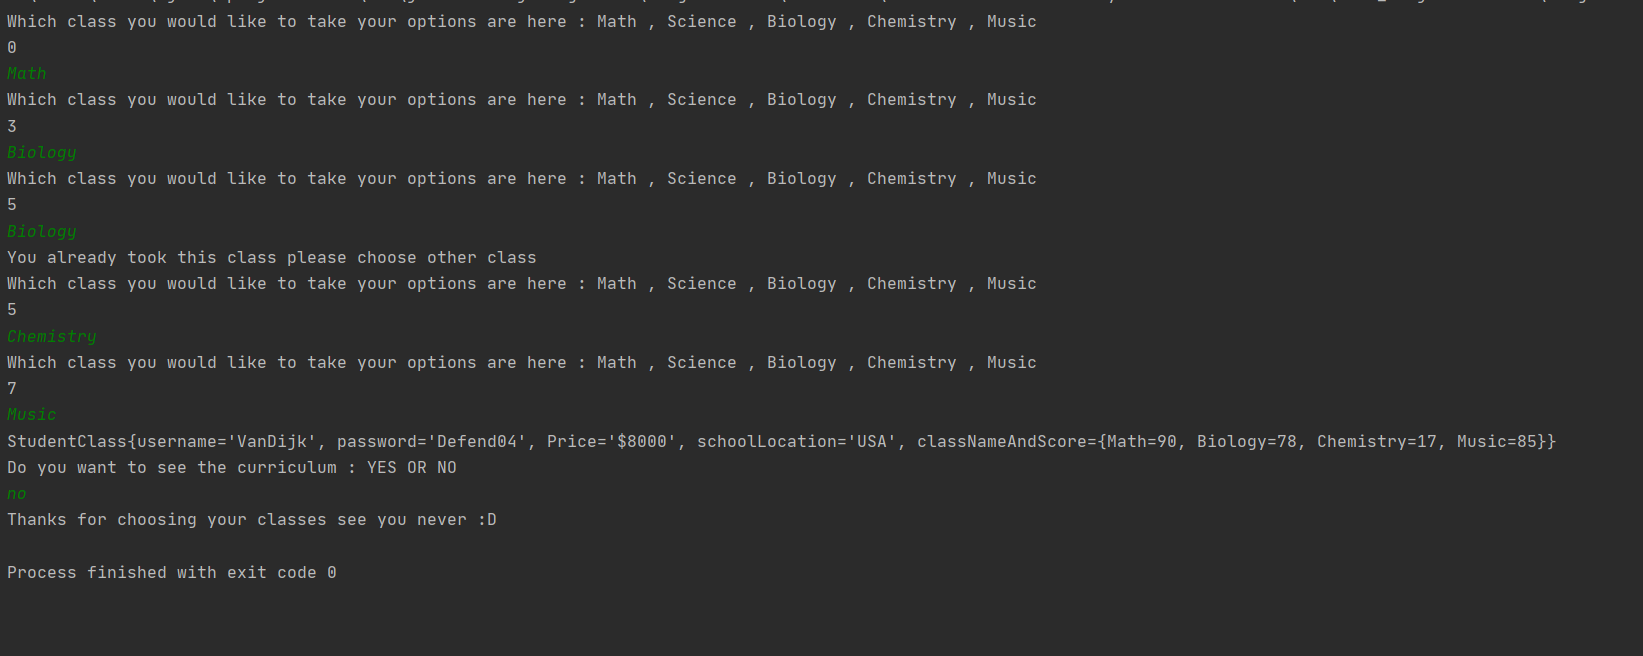 Which class you would like to take your options are here : Math , Science , Biology , Chemistry , Music
0
Math
Which class you would like to take your options are here : Math , Science , Biology , Chemistry , Music
3
Biology
Which class you would like to take your options are here : Math , Science , Biology , Chemistry , Music
5
Biology
You already took this class please choose other class
Which class you would like to take your options are here : Math , Science , Biology , Chemistry , Music
5
Chemistry
Which class you would like to take your options are here : Math , Science , Biology , Chemistry , Music
7
Music
StudentClass{username='VanDijk', password='Defend04', Price='$8000', schoolLocation='USA', classNameAndScore={Math=90, Biology=78, Chemistry=17, Music=85}}
Do you want to see the curriculum : YES OR NO
no
Thanks for choosing your classes see you never :D
Process finished with exit code 0